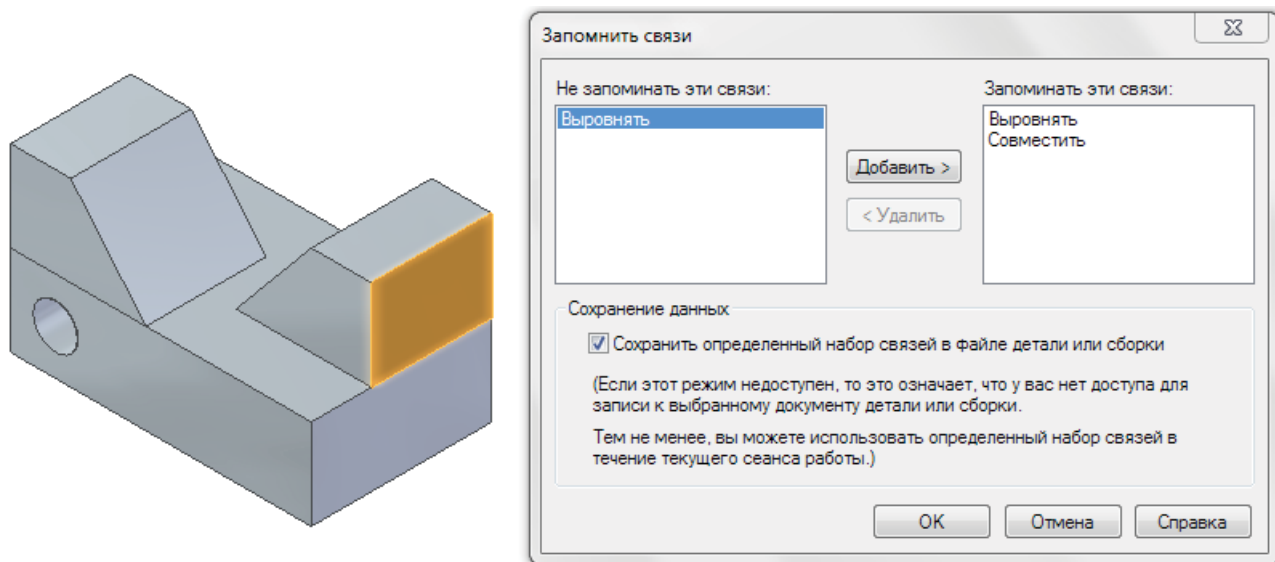 Запомнить связи
Не запоминать эти связи:
Запоминать эти связи:
Выровнять
Выровнять
Совместить
Добавить >
< Удалить
Сохранение данных
Сохранить определенный набор связей в файле детали или сборки
(Если этот режим недоступен, то это означает, что у вас нет доступа для
записи к выбранному документу детали или сборки.
Тем не менее, вы можете использовать определенный набор связей в
течение текущего сеанса работы.)
OK
Отмена
Справка